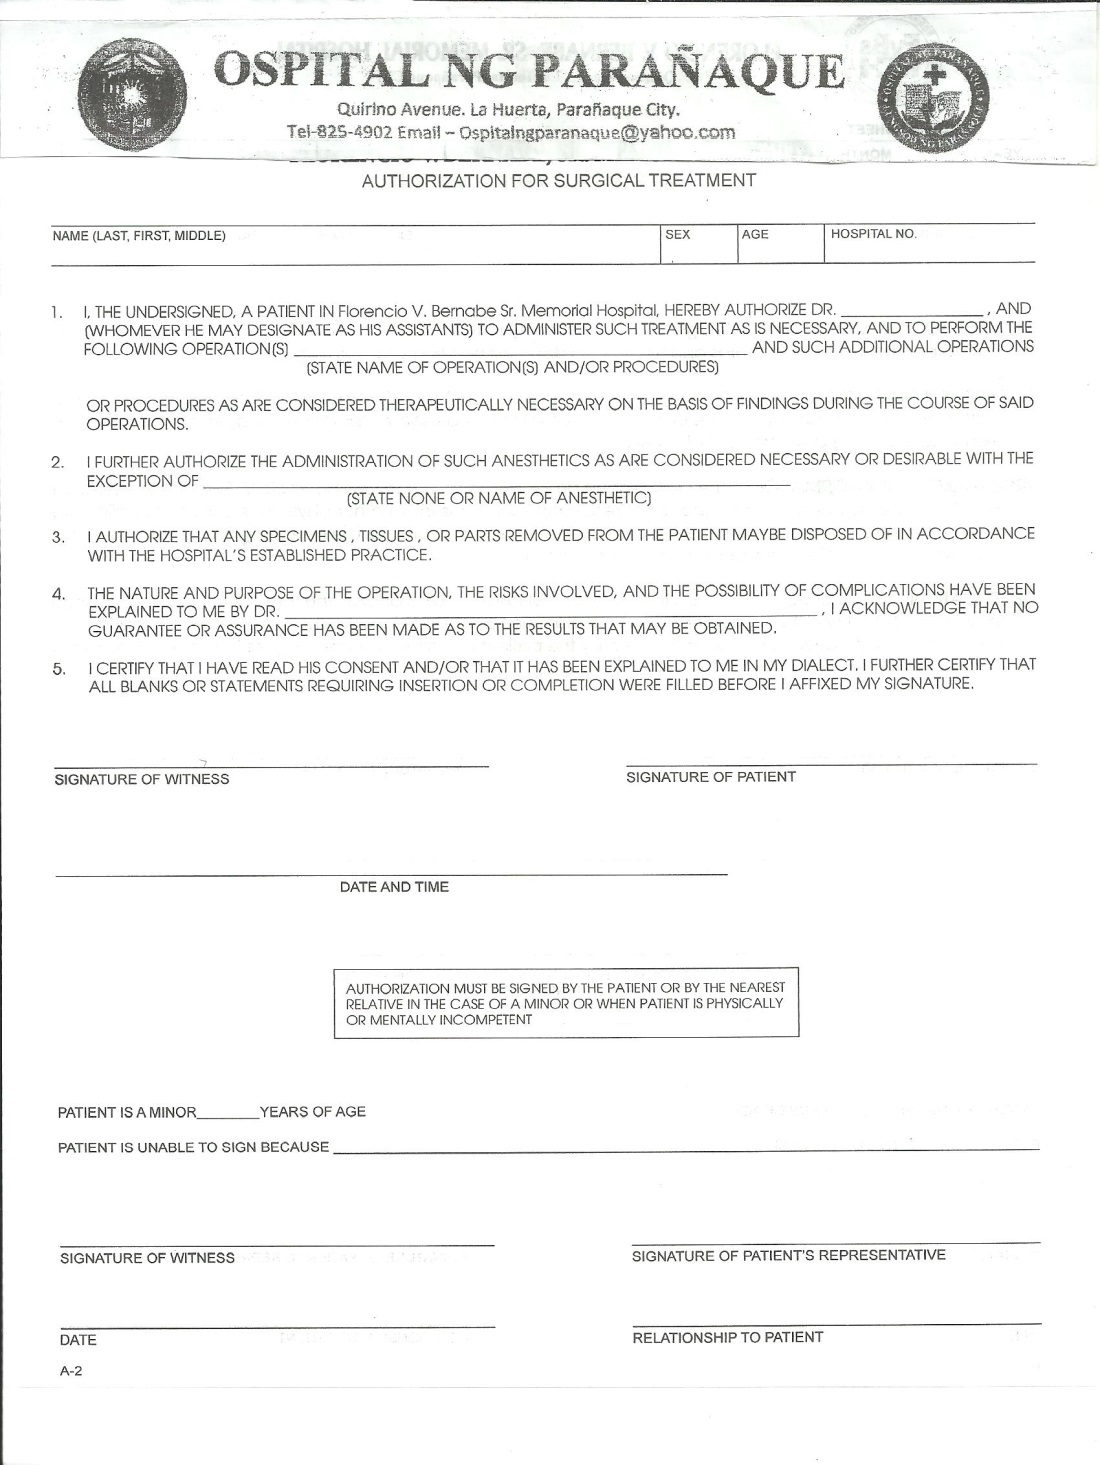 OSPITAL NG PARAÑAQUE
Quirino Avenue. La Huerta, Parañaque City.
Tel-825-4902 Email – Ospitalngparanaque@yahoo.com
AUTHORIZATION FOR SURGICAL TREATMENT
NAME (LAST, FIRST, MIDDLE) SEX AGE HOSPITAL NO.
1. I, THE UNDERSIGNED, A PATIENT IN Florencio V. Bernabe Sr. Memorial Hospital, HEREBY AUTHORIZE DR. ________________, AND
(WHOMEVER HE MAY DESIGNATE AS HIS ASSISTANTS) TO ADMINISTER SUCH TREATMENT AS IS NECESSARY, AND TO PERFORM THE
FOLLOWING OPERATION(S) ________________ AND SUCH ADDITIONAL OPERATIONS
(STATE NAME OF OPERATION(S) AND/OR PROCEDURES)
OR PROCEDURES AS ARE CONSIDERED THERAPEUTICALLY NECESSARY ON THE BASIS OF FINDINGS DURING THE COURSE OF SAID
OPERATIONS.
2. I FURTHER AUTHORIZE THE ADMINISTRATION OF SUCH ANESTHETICS AS ARE CONSIDERED NECESSARY OR DESIRABLE WITH THE
EXCEPTION OF ________________
(STATE NONE OR NAME OF ANESTHETIC)
3. I AUTHORIZE THAT ANY SPECIMENS , TISSUES , OR PARTS REMOVED FROM THE PATIENT MAYBE DISPOSED OF IN ACCORDANCE
WITH THE HOSPITAL'S ESTABLISHED PRACTICE.
4. THE NATURE AND PURPOSE OF THE OPERATION, THE RISKS INVOLVED, AND THE POSSIBILITY OF COMPLICATIONS HAVE BEEN
EXPLAINED TO ME BY DR. ________________ , I ACKNOWLEDGE THAT NO
GUARANTEE OR ASSURANCE HAS BEEN MADE AS TO THE RESULTS THAT MAY BE OBTAINED.
5. I CERTIFY THAT I HAVE READ HIS CONSENT AND/OR THAT IT HAS BEEN EXPLAINED TO ME IN MY DIALECT. I FURTHER CERTIFY THAT
ALL BLANKS OR STATEMENTS REQUIRING INSERTION OR COMPLETION WERE FILLED BEFORE I AFFIXED MY SIGNATURE.
SIGNATURE OF WITNESS SIGNATURE OF PATIENT
DATE AND TIME
AUTHORIZATION MUST BE SIGNED BY THE PATIENT OR BY THE NEAREST
RELATIVE IN THE CASE OF A MINOR OR WHEN PATIENT IS PHYSICALLY
OR MENTALLY INCOMPETENT
PATIENT IS A MINOR_______YEARS OF AGE
PATIENT IS UNABLE TO SIGN BECAUSE ________________
SIGNATURE OF WITNESS SIGNATURE OF PATIENT'S REPRESENTATIVE
DATE RELATIONSHIP TO PATIENT
A-2